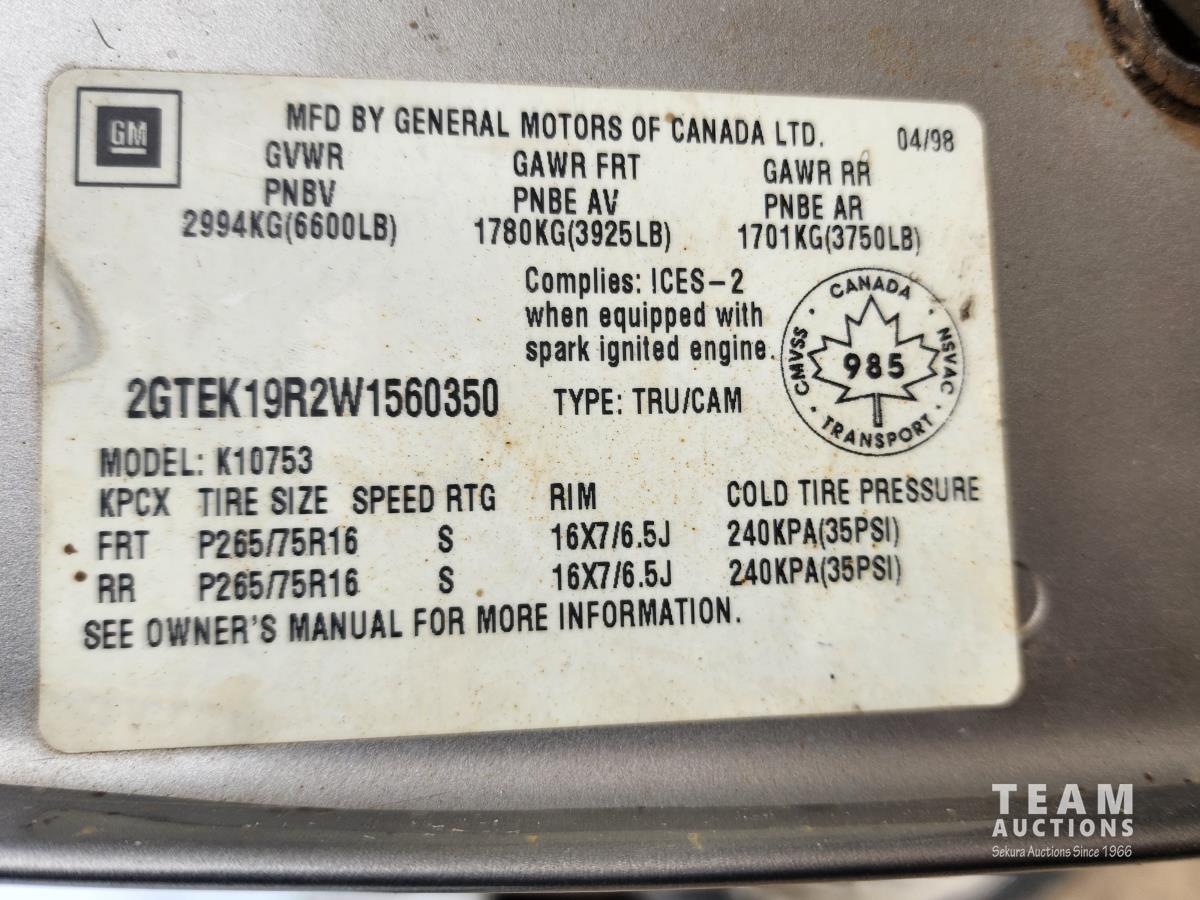 GM
MFD BY GENERAL MOTORS OF CANADA LTD. 04/98
GVWR GAWR FRT GAWR RR
PNBV PNBE AV PNBE AR
2994KG(6600LB) 1780KG(3925LB) 1701KG(3750LB)
Complies: ICES-2
when equipped with
spark ignited engine.
CANADA
CMVSS 985 NSVAC
TRANSPORT
2GTEK19R2W1560350 TYPE: TRU/CAM
MODEL: K10753
KPCX TIRE SIZE SPEED RTG RIM COLD TIRE PRESSURE
FRT P265/75R16 S 16X7/6.5J 240KPA(35PSI)
RR P265/75R16 S 16X7/6.5J 240KPA(35PSI)
SEE OWNER'S MANUAL FOR MORE INFORMATION.
TEAM
AUCTIONS
Sekura Auctions Since 1966